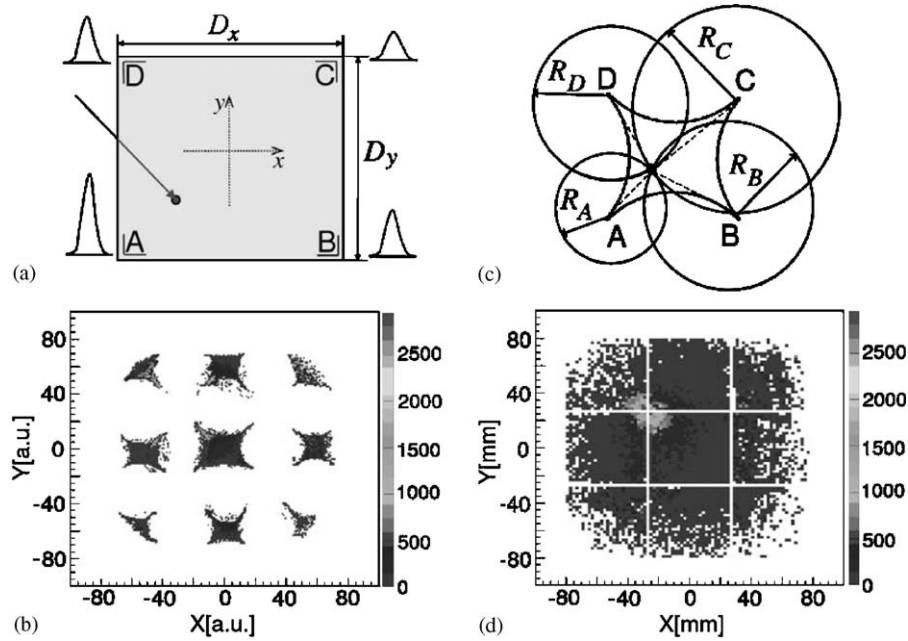 D_x
D C
y
x
D_y
A B
(a)
R_C
R_D
D C
R_B
R_A
A B
(c)
80
40
0
-40
-80
Y[a.u.]
-80 -40 0 40 80
X[a.u.]
2500
2000
1500
1000
500
0
(b)
80
40
0
-40
-80
Y[mm]
-80 -40 0 40 80
X[mm]
2500
2000
1500
1000
500
0
(d)